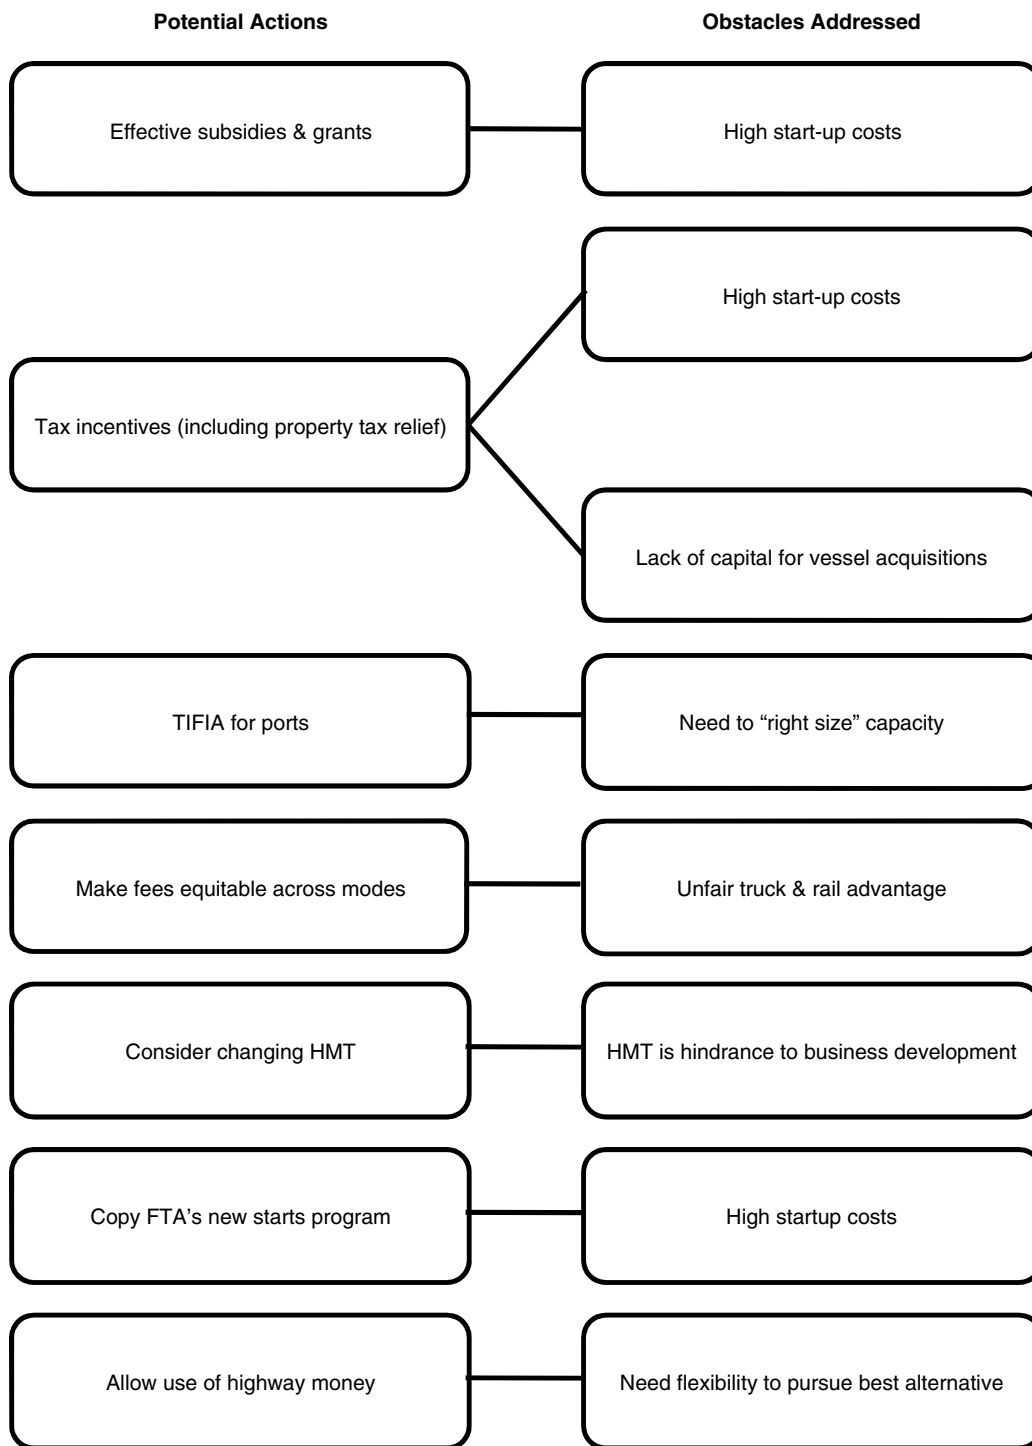 Potential Actions
Obstacles Addressed
Effective subsidies & grants
High start-up costs
Tax incentives (including property tax relief)
High start-up costs
Lack of capital for vessel acquisitions
TIFIA for ports
Need to “right size” capacity
Make fees equitable across modes
Unfair truck & rail advantage
Consider changing HMT
HMT is hindrance to business development
Copy FTA’s new starts program
High startup costs
Allow use of highway money
Need flexibility to pursue best alternative